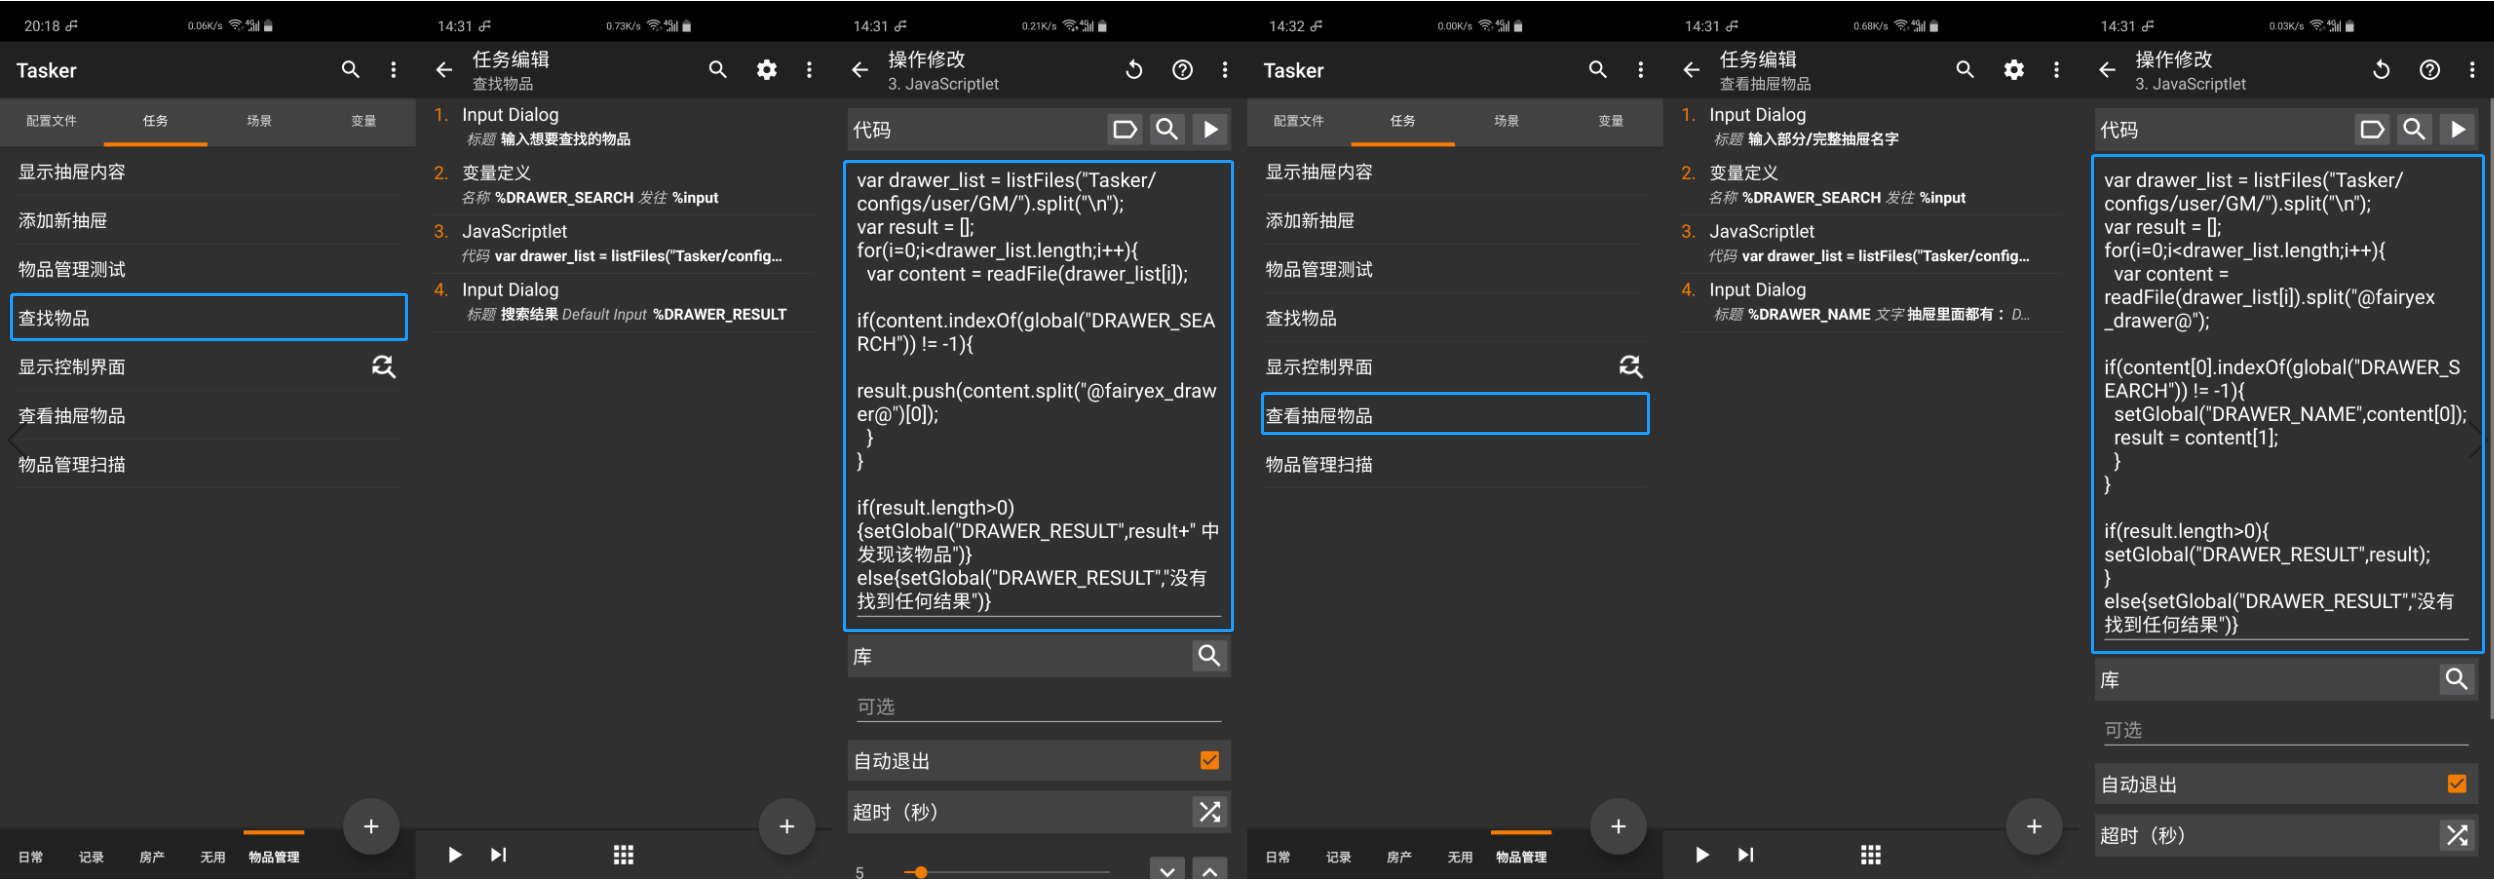 20:18
0.06K/s
4G
Tasker
配置文件
任务
场景
变量
显示抽屉内容
添加新抽屉
物品管理测试
查找物品
显示控制界面
查看抽屉物品
物品管理扫描
日常
记录
房产
无用
物品管理
14:31
0.73K/s
4G
任务编辑
查找物品
1. Input Dialog
标题 输入想要查找的物品
2. 变量定义
名称 %DRAWER_SEARCH 发往 %input
3. JavaScriptlet
代码 var drawer_list = listFiles("Tasker/config...
4. Input Dialog
标题 搜索结果 Default Input %DRAWER_RESULT
14:31
0.21K/s
4G
操作修改
3. JavaScriptlet
代码
var drawer_list = listFiles("Tasker/
configs/user/GM/").split("\n");
var result = [];
for(i=0;i<drawer_list.length;i++){
var content = readFile(drawer_list[i]);
if(content.indexOf(global("DRAWER_SEA
RCH")) != -1){
result.push(content.split("@fairyex_draw
er@")[0]);
}
}
if(result.length>0)
{setGlobal("DRAWER_RESULT",result+" 中
发现该物品")}
else{setGlobal("DRAWER_RESULT","没有
找到任何结果")}
库
可选
自动退出
超时（秒）
5
14:32
0.00K/s
4G
Tasker
配置文件
任务
场景
变量
显示抽屉内容
添加新抽屉
物品管理测试
查找物品
显示控制界面
查看抽屉物品
物品管理扫描
日常
记录
房产
无用
物品管理
14:31
0.68K/s
4G
任务编辑
查看抽屉物品
1. Input Dialog
标题 输入部分/完整抽屉名字
2. 变量定义
名称 %DRAWER_SEARCH 发往 %input
3. JavaScriptlet
代码 var drawer_list = listFiles("Tasker/config...
4. Input Dialog
标题 %DRAWER_NAME 文字 抽屉里面都有： D...
14:31
0.03K/s
4G
操作修改
3. JavaScriptlet
代码
var drawer_list = listFiles("Tasker/
configs/user/GM/").split("\n");
var result = [];
for(i=0;i<drawer_list.length;i++){
var content =
readFile(drawer_list[i]).split("@fairyex
_drawer@");
if(content[0].indexOf(global("DRAWER_S
EARCH")) != -1){
setGlobal("DRAWER_NAME",content[0]);
result = content[1];
}
}
if(result.length>0){
setGlobal("DRAWER_RESULT",result);
}
else{setGlobal("DRAWER_RESULT","没有
找到任何结果")}
库
可选
自动退出
超时（秒）